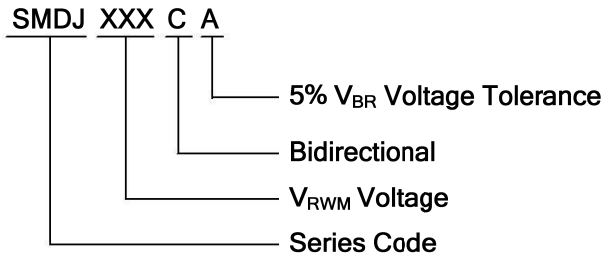 SMDJ XXX C A
5% VBR Voltage Tolerance
Bidirectional
VRWM Voltage
Series Code